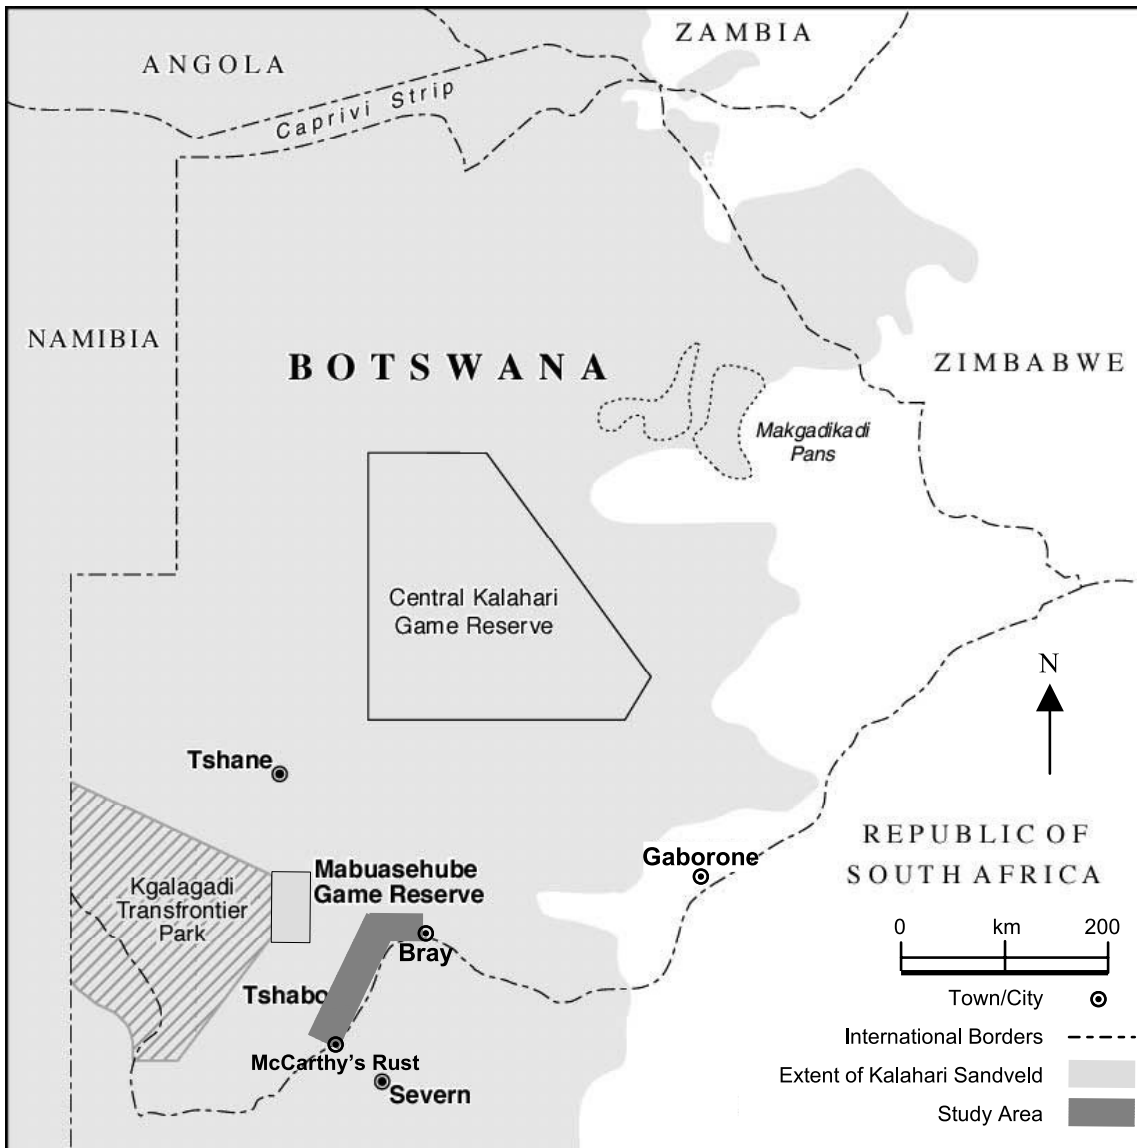 ZAMBIA
ANGOLA
Caprivi Strip
NAMIBIA
BOTSWANA
ZIMBABWE
Makgadikadi
Pans
Central Kalahari
Game Reserve
N
Tshane
REPUBLIC OF
SOUTH AFRICA
Gaborone
Mabuasehube
Game Reserve
Kgalagadi
Transfrontier
Park
Bray
Tshabo
McCarthy's Rust
Severn
0 km 200
Town/City
International Borders
Extent of Kalahari Sandveld
Study Area